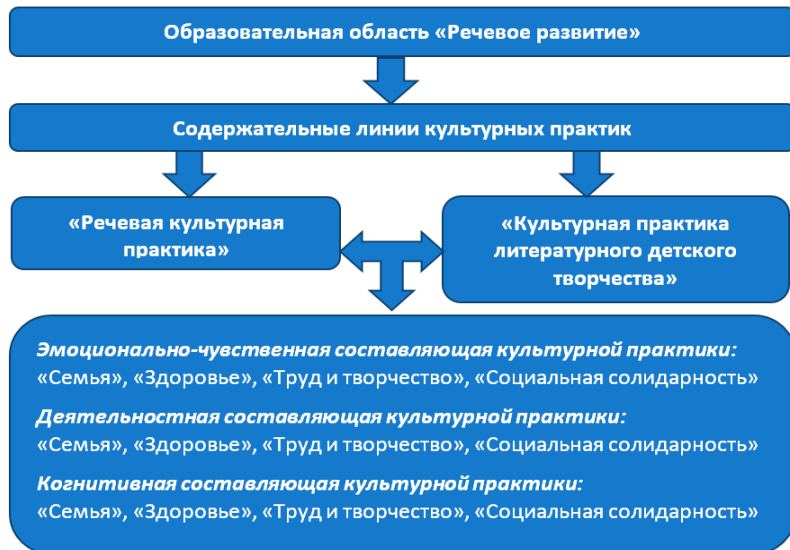 Образовательная область «Речевое развитие»
Содержательные линии культурных практик
«Речевая культурная
практика»
«Культурная практика
литературного детского
творчества»
Эмоционально-чувственная составляющая культурной практики:
«Семья», «Здоровье», «Труд и творчество», «Социальная солидарность»
Деятельностная составляющая культурной практики:
«Семья», «Здоровье», «Труд и творчество», «Социальная солидарность»
Когнитивная составляющая культурной практики:
«Семья», «Здоровье», «Труд и творчество», «Социальная солидарность»